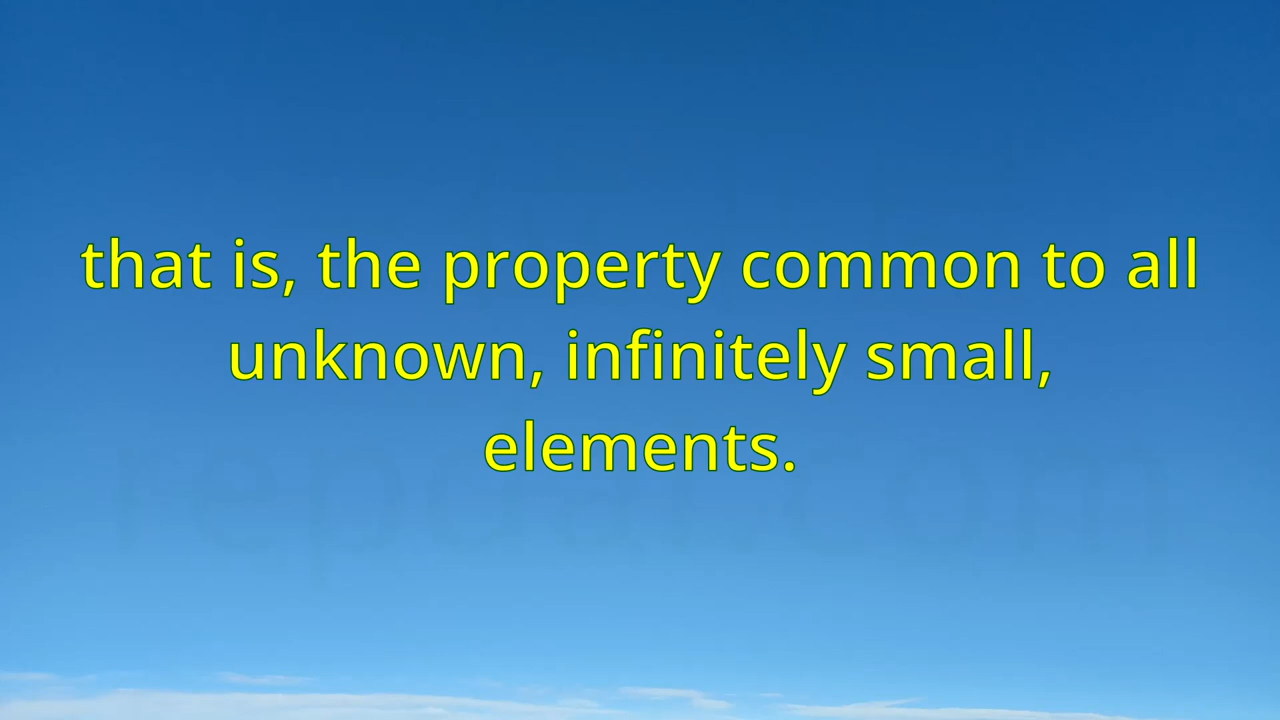 that is, the property common to all
unknown, infinitely small,
elements.